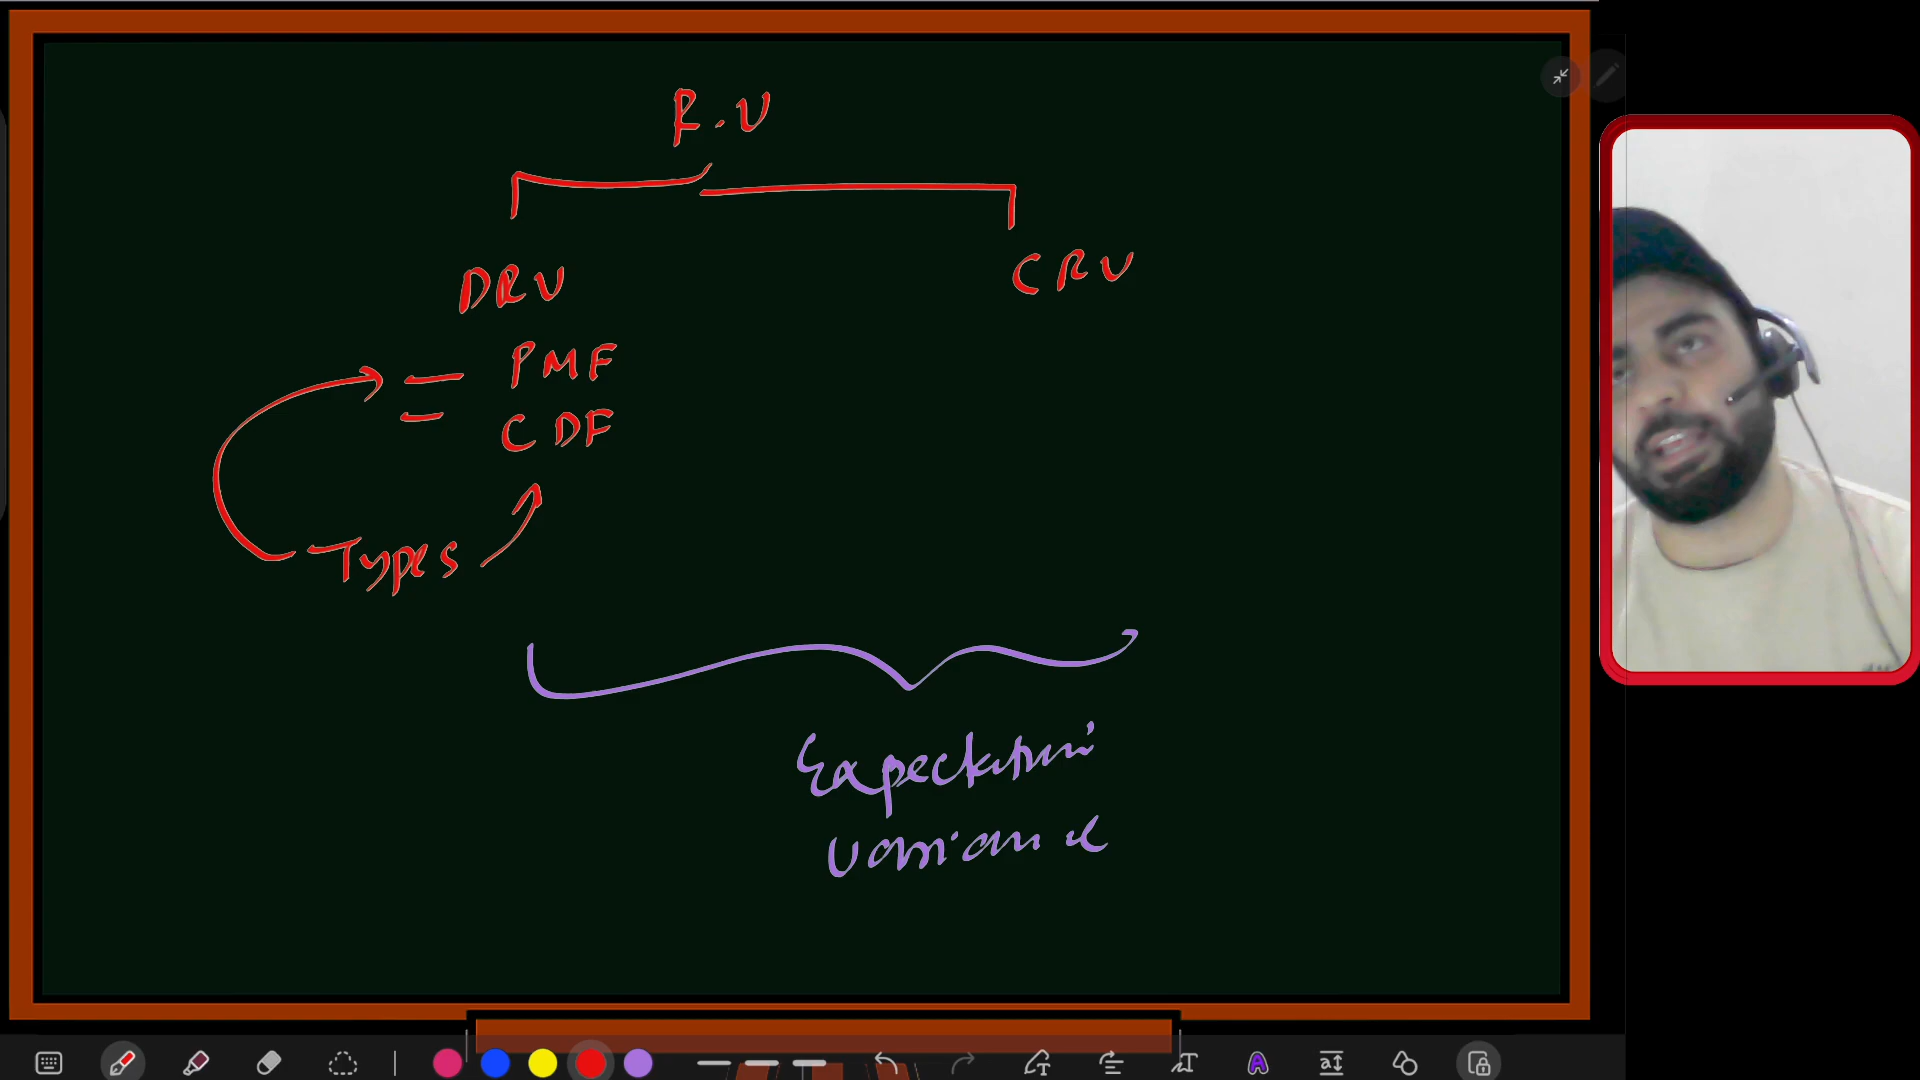 R.V
DRV
CRV
PMF
CDF
Types
Expectation
Variance